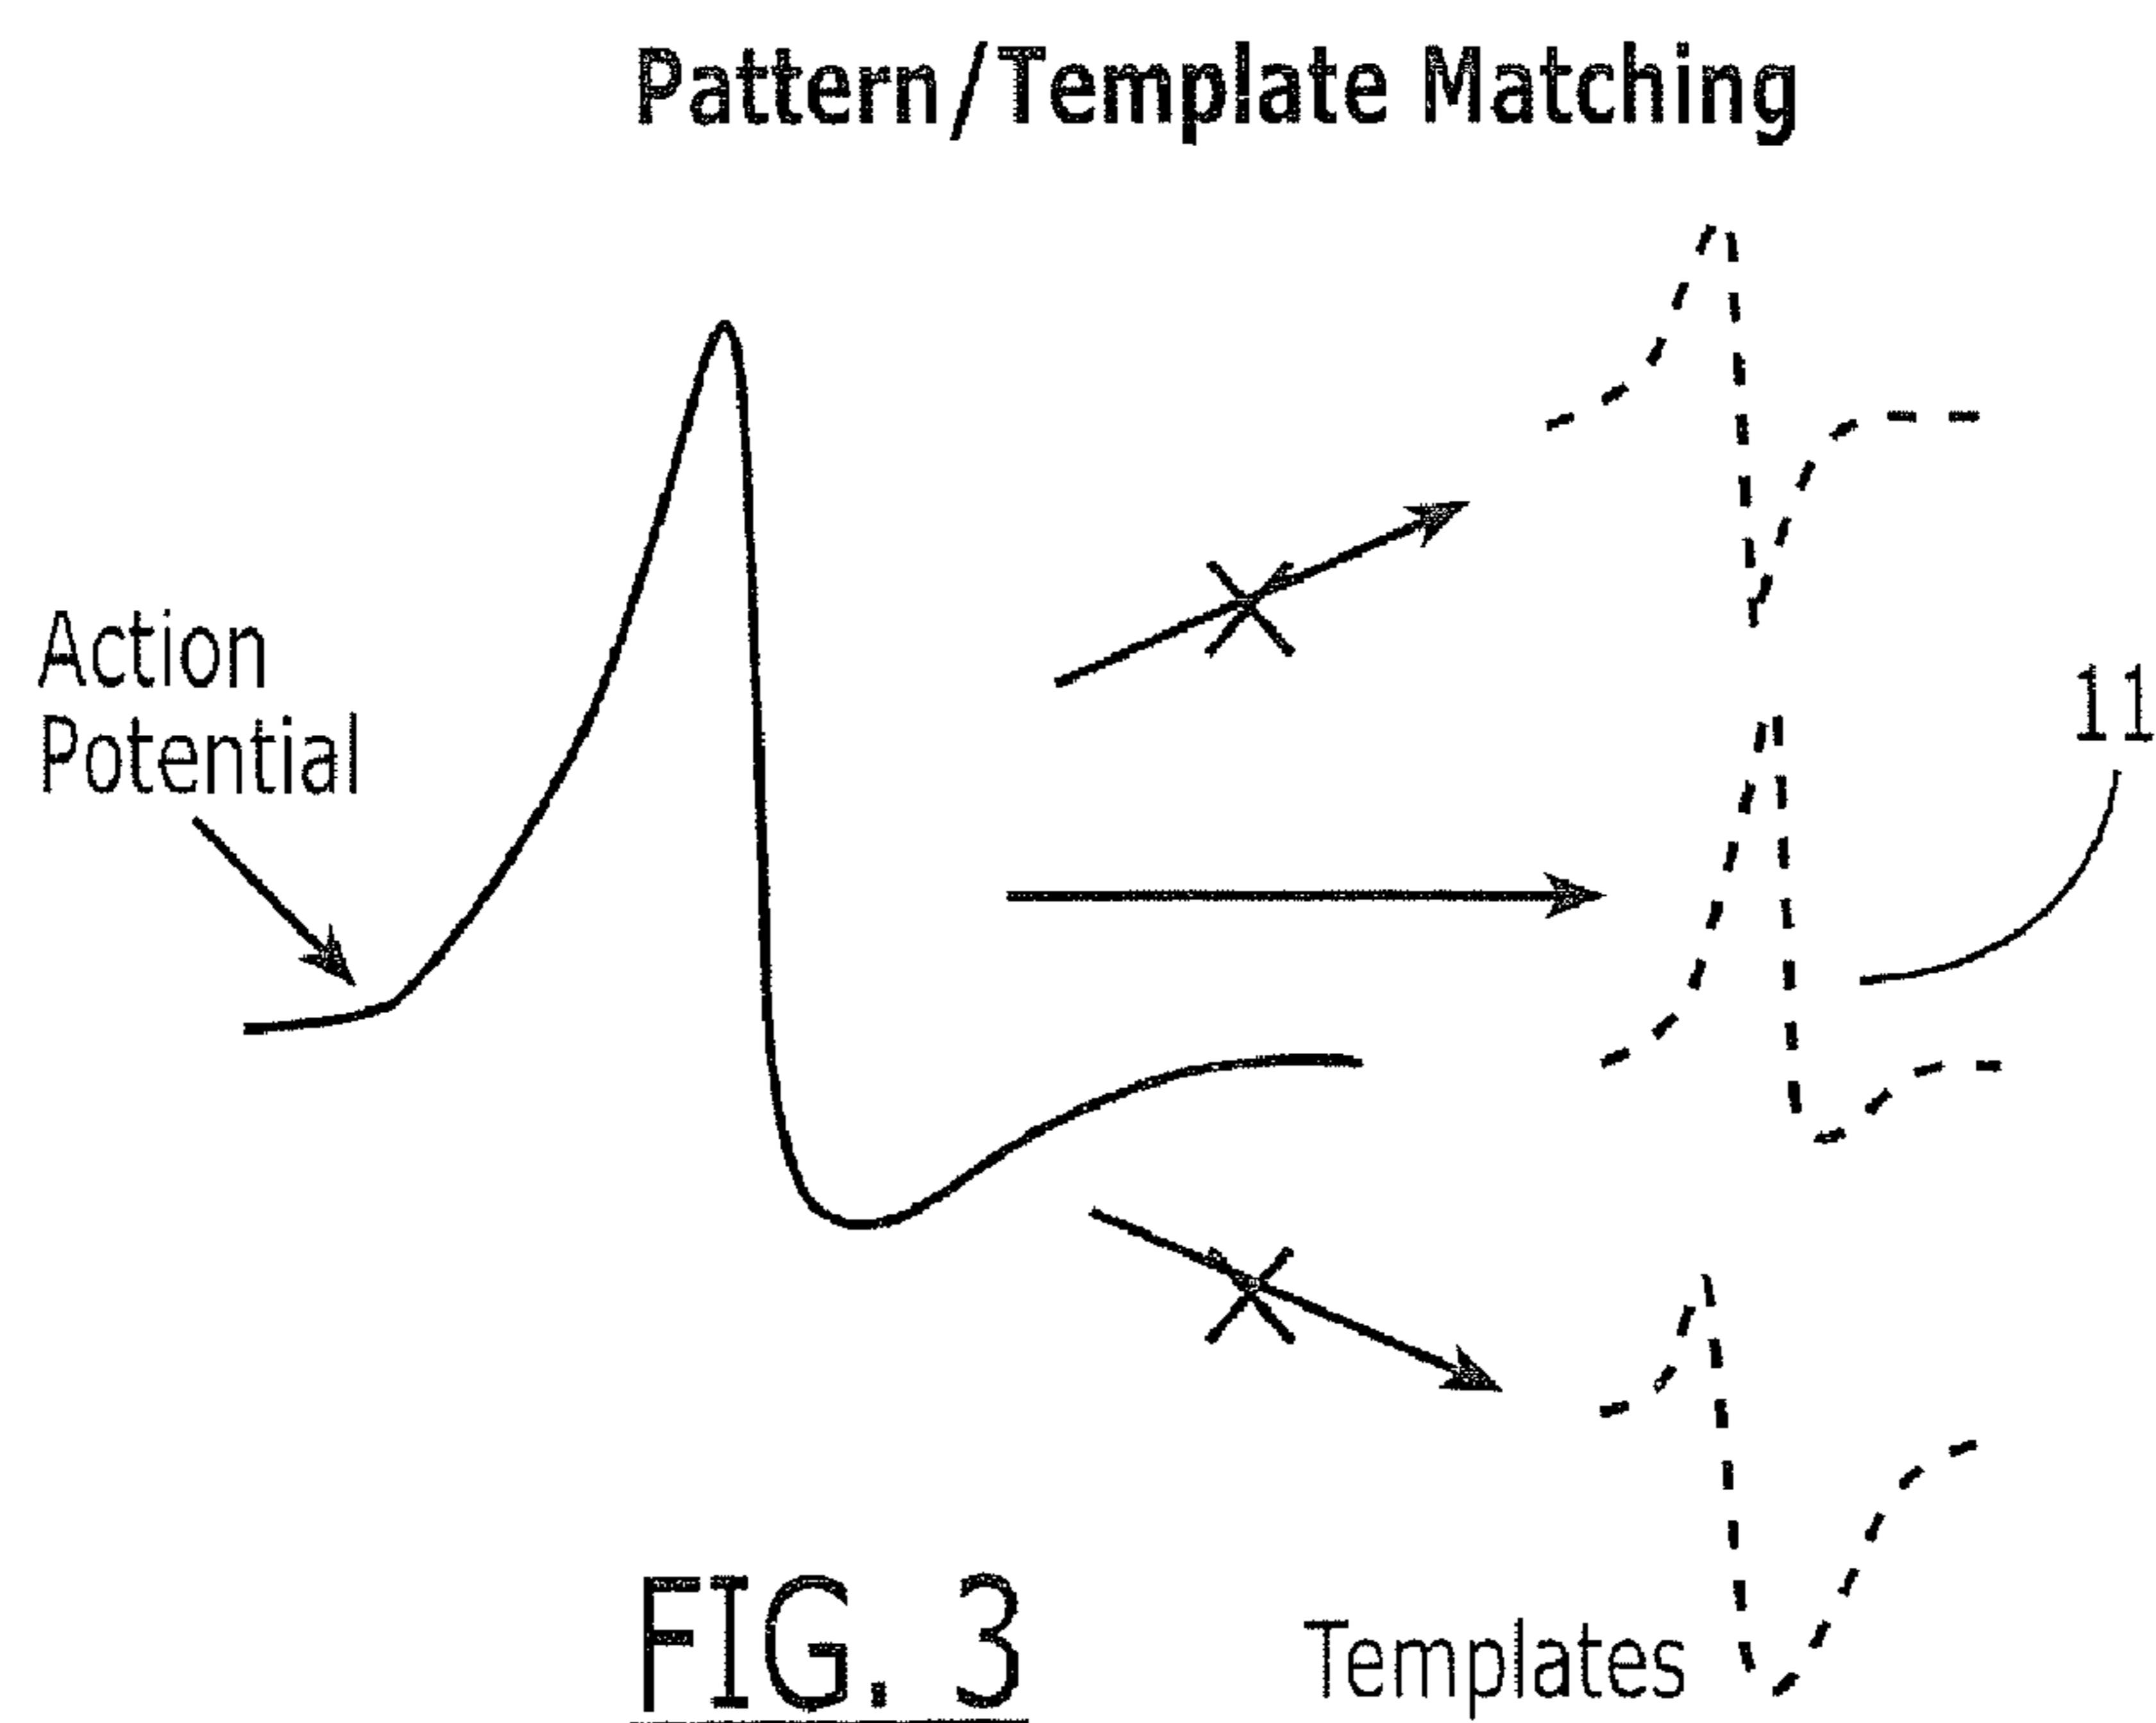 Pattern/Template Matching
Action
Potential
11
Templates
FIG. 3